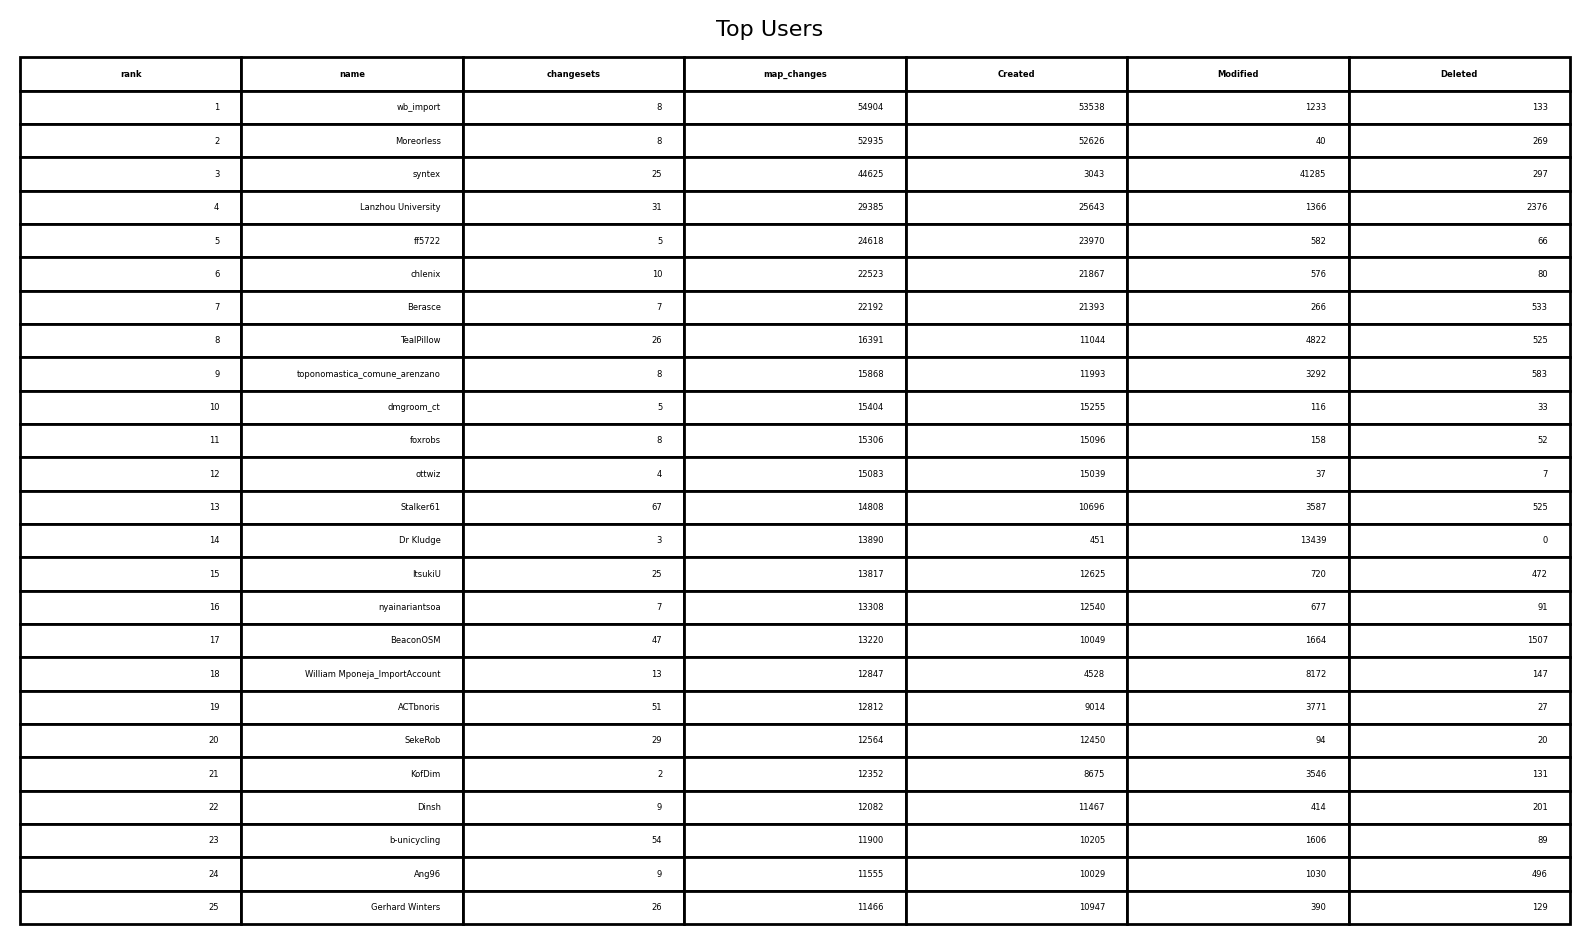 Top Users
rank name changesets map_changes Created Modified Deleted
1 wb_import 8 54904 53538 1233 133
2 Moreorless 8 52935 52626 40 269
3 syntex 25 44625 3043 41285 297
4 Lanzhou University 31 29385 25643 1366 2376
5 ff5722 5 24618 23970 582 66
6 chlenix 10 22523 21867 576 80
7 Berasce 7 22192 21393 266 533
8 TealPillow 26 16391 11044 4822 525
9 toponomastica_comune_arenzano 8 15868 11993 3292 583
10 dmgroom_ct 5 15404 15255 116 33
11 foxrobs 8 15306 15096 158 52
12 ottwiz 4 15083 15039 37 7
13 Stalker61 67 14808 10696 3587 525
14 Dr Kludge 3 13890 451 13439 0
15 ItsukiU 25 13817 12625 720 472
16 nyainariantsoa 7 13308 12540 677 91
17 BeaconOSM 47 13220 10049 1664 1507
18 William Mponeja_ImportAccount 13 12847 4528 8172 147
19 ACTbnoris 51 12812 9014 3771 27
20 SekeRob 29 12564 12450 94 20
21 KofDim 2 12352 8675 3546 131
22 Dinsh 9 12082 11467 414 201
23 b-unicycling 54 11900 10205 1606 89
24 Ang96 9 11555 10029 1030 496
25 Gerhard Winters 26 11466 10947 390 129